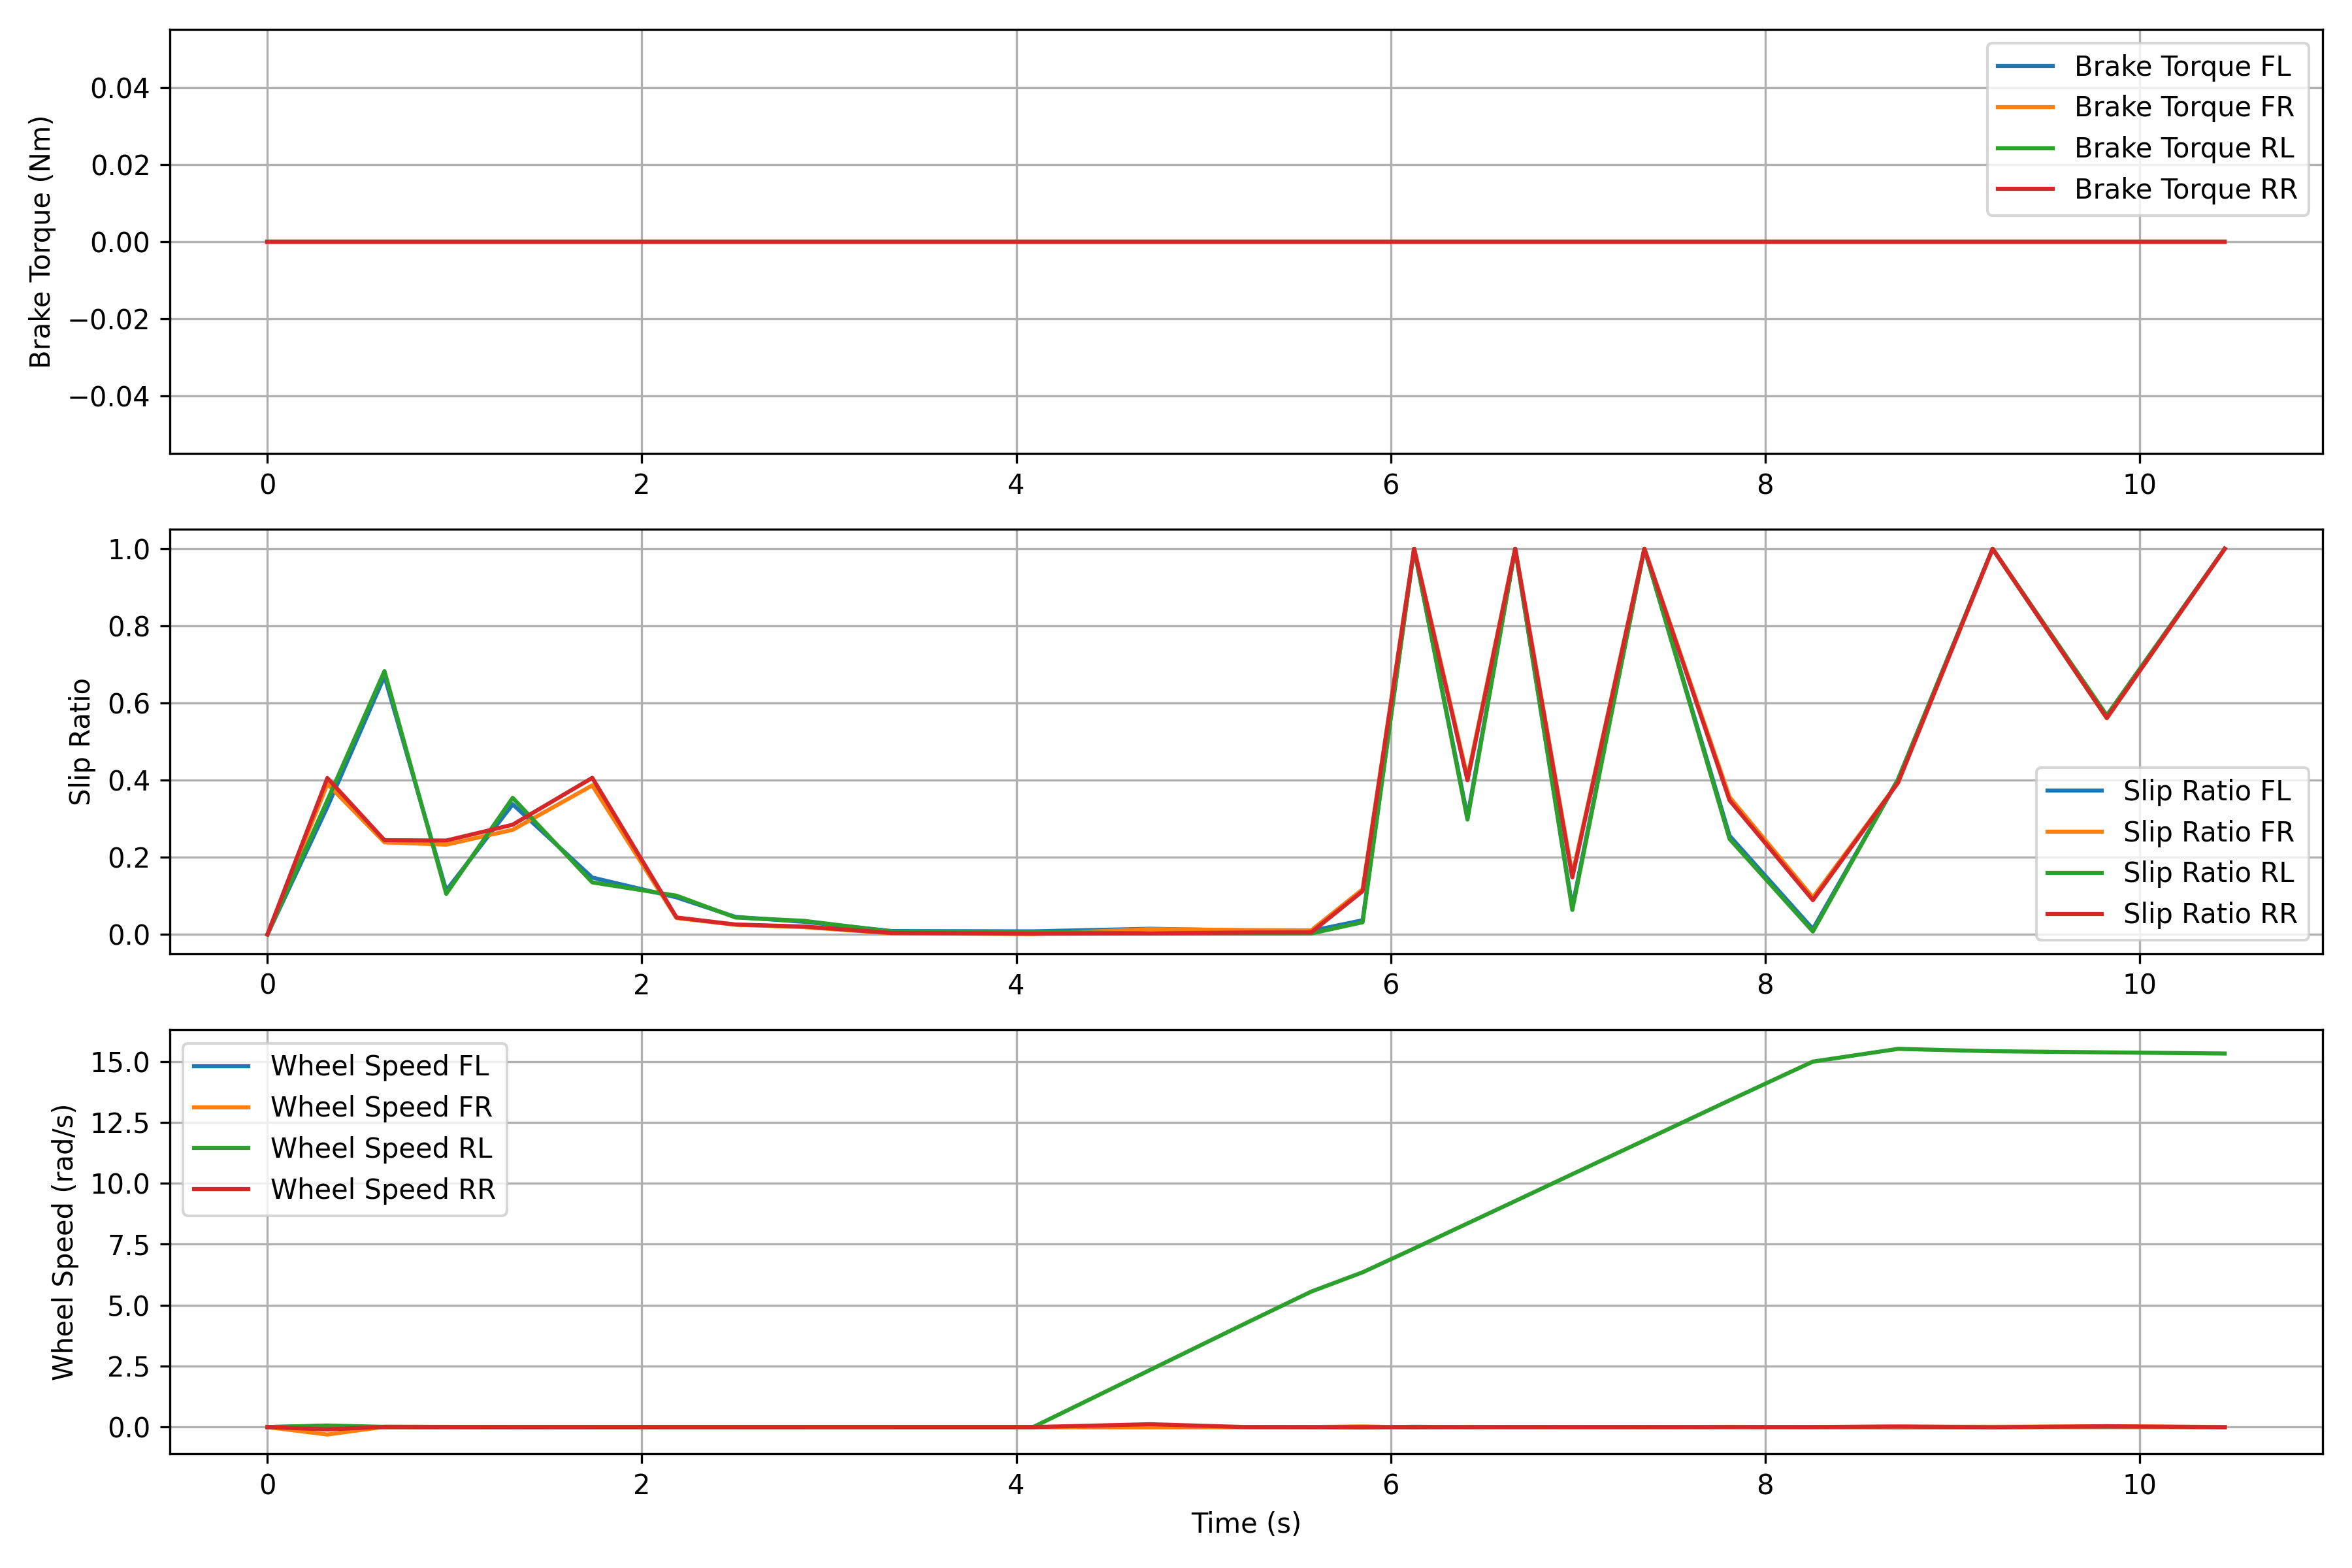 Brake Torque (Nm)
0.04
0.02
0.00
−0.02
−0.04
Brake Torque FL
Brake Torque FR
Brake Torque RL
Brake Torque RR
0 2 4 6 8 10
Slip Ratio
1.0
0.8
0.6
0.4
0.2
0.0
Slip Ratio FL
Slip Ratio FR
Slip Ratio RL
Slip Ratio RR
0 2 4 6 8 10
Wheel Speed (rad/s)
15.0
12.5
10.0
7.5
5.0
2.5
0.0
Wheel Speed FL
Wheel Speed FR
Wheel Speed RL
Wheel Speed RR
0 2 4 6 8 10
Time (s)